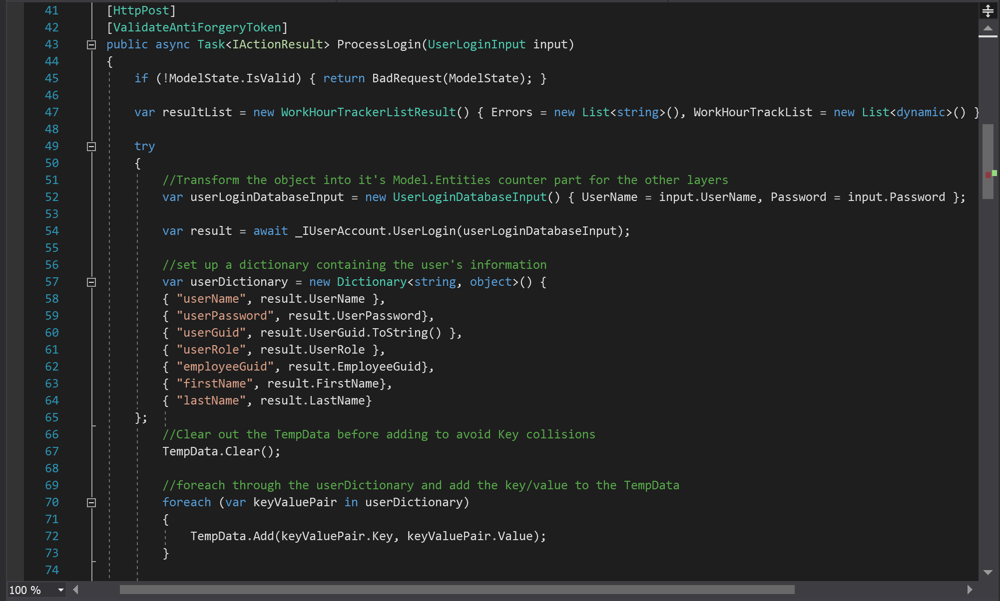 41 [HttpPost]
42 [ValidateAntiForgeryToken]
43 public async Task<IActionResult> ProcessLogin(UserLoginInput input)
44 {
45 if (!ModelState.IsValid) { return BadRequest(ModelState); }
46
47 var resultList = new WorkHourTrackerListResult() { Errors = new List<string>(), WorkHourTrackList = new List<dynamic>() }
48
49 try
50 {
51 //Transform the object into it's Model.Entities counter part for the other layers
52 var userLoginDatabaseInput = new UserLoginDatabaseInput() { UserName = input.UserName, Password = input.Password };
53
54 var result = await _IUserAccount.UserLogin(userLoginDatabaseInput);
55
56 //set up a dictionary containing the user's information
57 var userDictionary = new Dictionary<string, object>() {
58 { "userName", result.UserName },
59 { "userPassword", result.UserPassword},
60 { "userGuid", result.UserGuid.ToString() },
61 { "userRole", result.UserRole },
62 { "employeeGuid", result.EmployeeGuid},
63 { "firstName", result.FirstName},
64 { "lastName", result.LastName}
65 };
66 //Clear out the TempData before adding to avoid Key collisions
67 TempData.Clear();
68
69 //foreach through the userDictionary and add the key/value to the TempData
70 foreach (var keyValuePair in userDictionary)
71 {
72 TempData.Add(keyValuePair.Key, keyValuePair.Value);
73 }
74
100 %